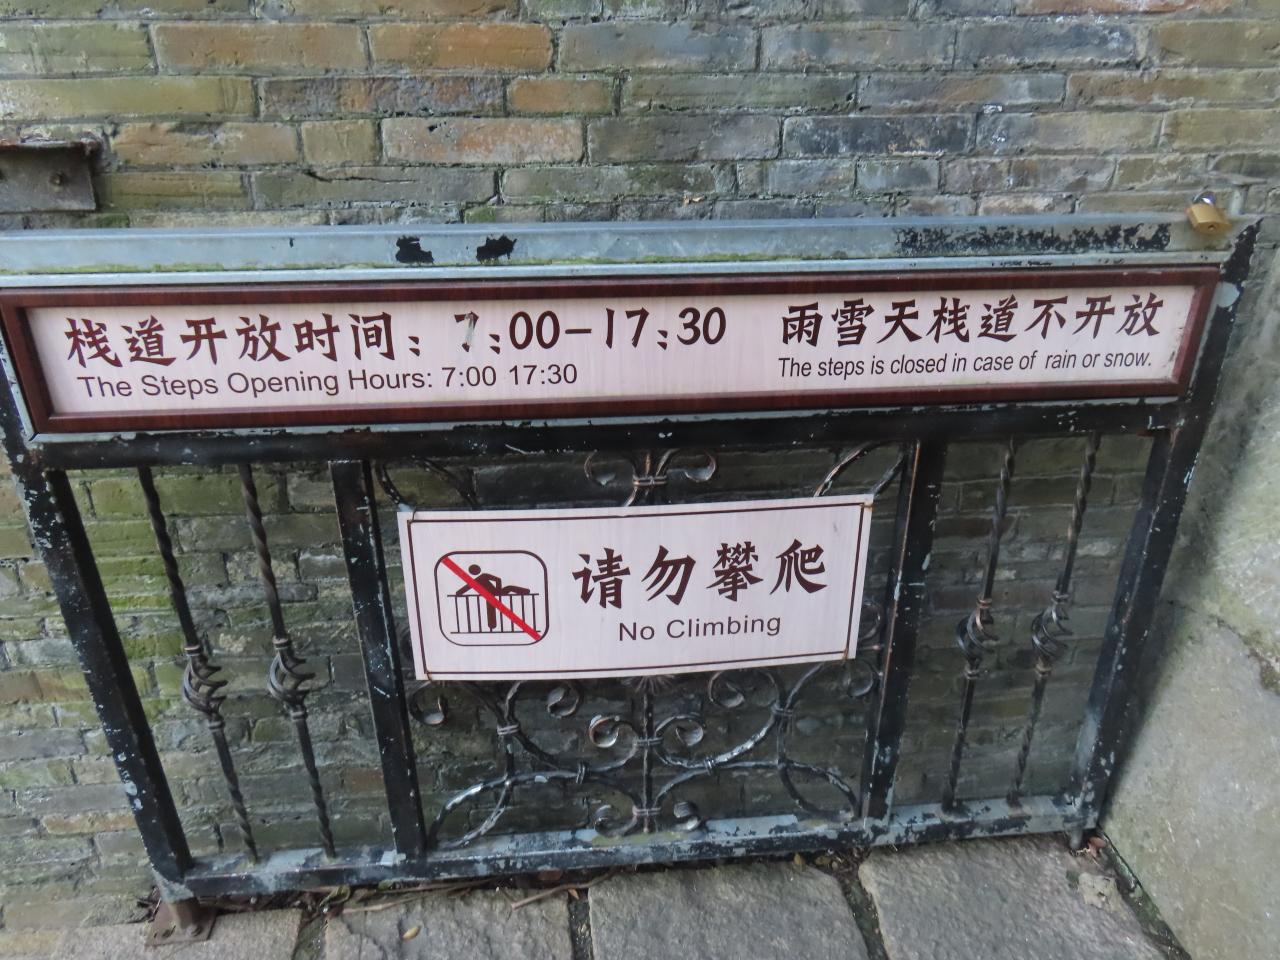 栈道开放时间：7:00-17:30 雨雪天栈道不开放
The Steps Opening Hours: 7:00 17:30 The steps is closed in case of rain or snow.
请勿攀爬
No Climbing